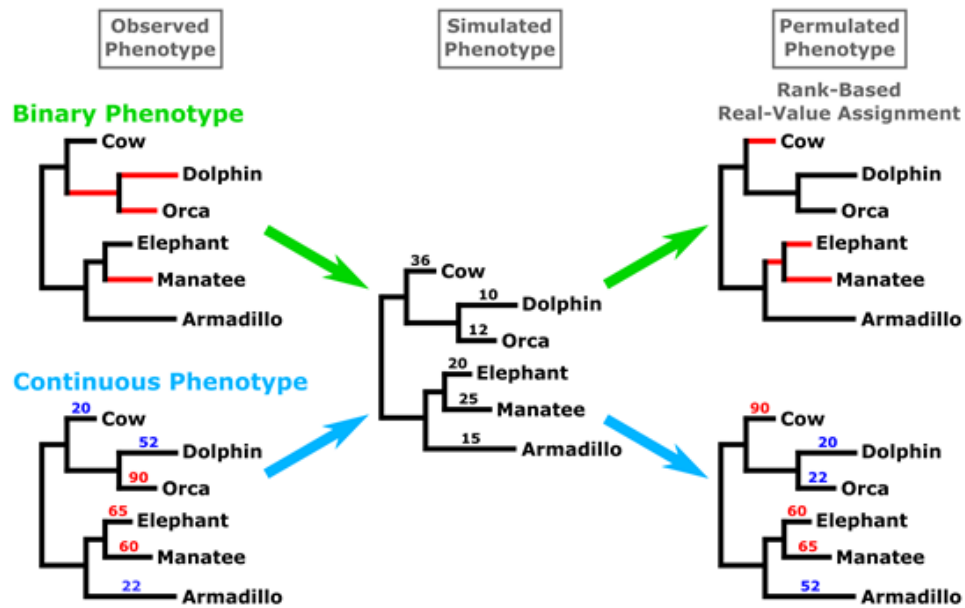 Observed
Phenotype
Simulated
Phenotype
Permulated
Phenotype
Rank-Based
Real-Value Assignment
Binary Phenotype
Cow
Dolphin
Orca
Elephant
Manatee
Armadillo
Continuous Phenotype
20
Cow
52
Dolphin
90
Orca
65
Elephant
60
Manatee
22
Armadillo
36
Cow
10
Dolphin
12
Orca
20
Elephant
25
Manatee
15
Armadillo
Cow
Dolphin
Orca
Elephant
Manatee
Armadillo
90
Cow
20
Dolphin
22
Orca
60
Elephant
65
Manatee
52
Armadillo